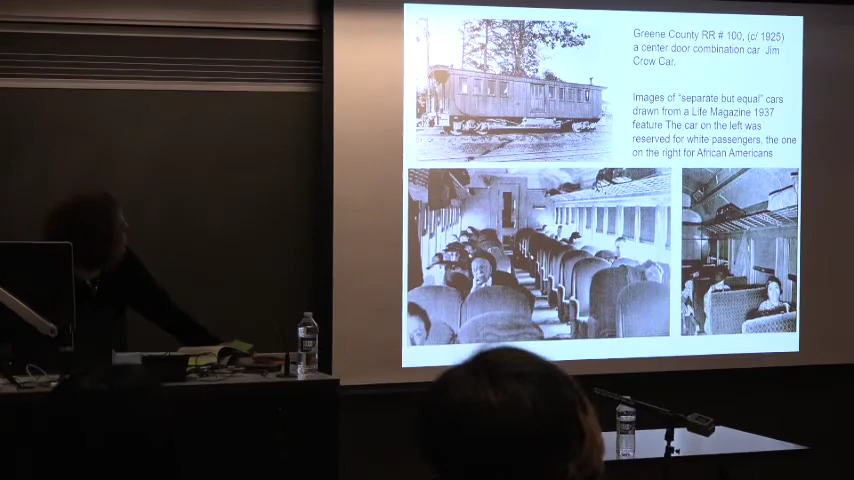 Greene County RR # 100, (c/ 1925)
a center door combination car Jim
Crow Car.
Images of “separate but equal” cars
drawn from a Life Magazine 1937
feature The car on the left was
reserved for white passengers, the one
on the right for African Americans